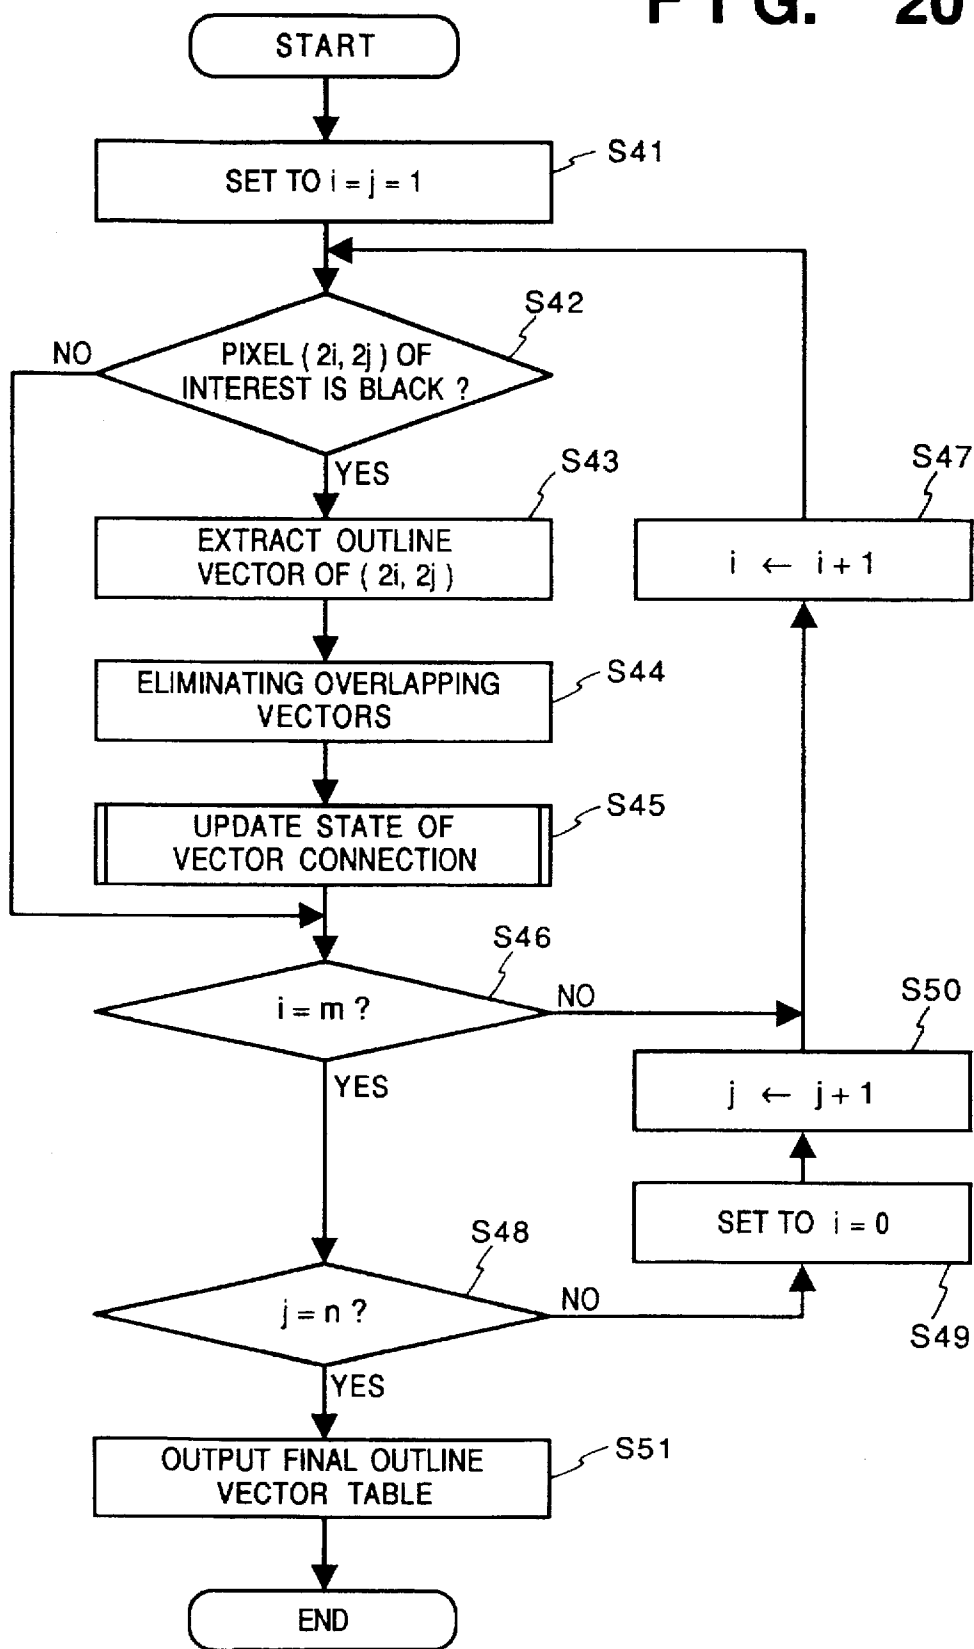 FIG. 20
START
S41
SET TO i = j = 1
S42
NO
PIXEL ( 2i, 2j ) OF
INTEREST IS BLACK ?
YES
S43
S47
EXTRACT OUTLINE
VECTOR OF ( 2i, 2j )
i ← i + 1
S44
ELIMINATING OVERLAPPING
VECTORS
S45
UPDATE STATE OF
VECTOR CONNECTION
S46
i = m ?
NO
S50
YES
j ← j + 1
SET TO i = 0
S48
j = n ?
NO
S49
YES
S51
OUTPUT FINAL OUTLINE
VECTOR TABLE
END